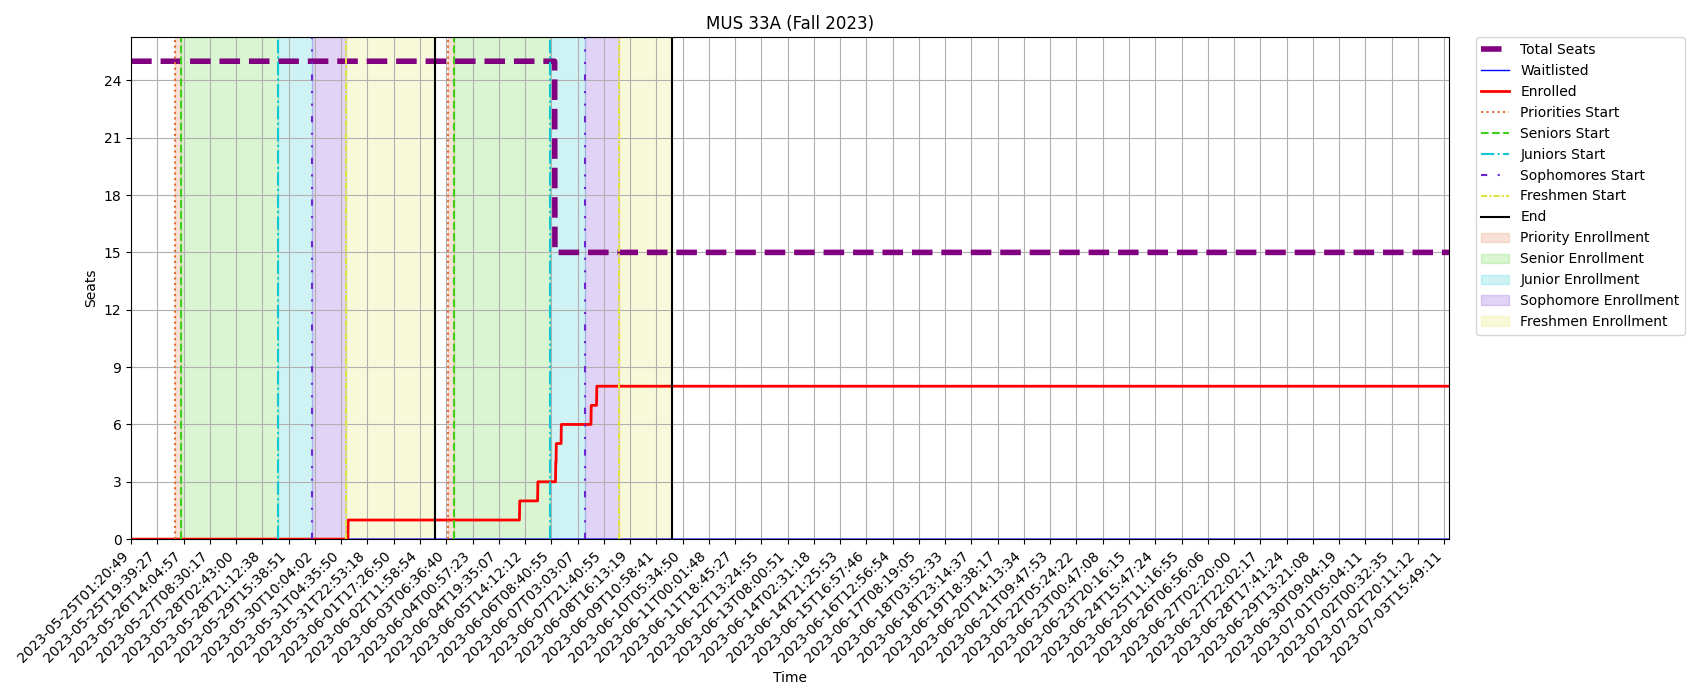 MUS 33A (Fall 2023)
Seats
24
21
18
15
12
9
6
3
0
2023-05-25T01:20:49
2023-05-25T19:39:27
2023-05-26T14:04:57
2023-05-27T08:30:17
2023-05-28T02:43:00
2023-05-28T21:12:38
2023-05-29T15:38:51
2023-05-30T10:04:02
2023-05-31T04:35:50
2023-05-31T22:53:18
2023-06-01T17:26:50
2023-06-02T11:58:54
2023-06-03T06:36:40
2023-06-04T00:57:23
2023-06-04T19:35:07
2023-06-05T14:12:12
2023-06-06T08:40:55
2023-06-07T03:03:07
2023-06-07T21:40:55
2023-06-08T16:13:19
2023-06-09T10:58:41
2023-06-10T05:34:50
2023-06-11T00:01:48
2023-06-11T18:45:27
2023-06-12T13:24:55
2023-06-13T08:00:51
2023-06-14T02:31:18
2023-06-14T21:25:53
2023-06-15T16:57:46
2023-06-16T12:56:54
2023-06-17T08:19:05
2023-06-18T03:52:33
2023-06-18T23:14:37
2023-06-19T18:38:17
2023-06-20T14:13:34
2023-06-21T09:47:53
2023-06-22T05:24:22
2023-06-23T00:47:08
2023-06-23T20:16:15
2023-06-24T15:47:24
2023-06-25T11:16:55
2023-06-26T06:56:06
2023-06-27T02:20:00
2023-06-27T22:02:17
2023-06-28T17:41:24
2023-06-29T13:21:08
2023-06-30T09:04:19
2023-07-01T05:04:11
2023-07-02T00:32:35
2023-07-02T20:11:12
2023-07-03T15:49:11
Time
Total Seats
Waitlisted
Enrolled
Priorities Start
Seniors Start
Juniors Start
Sophomores Start
Freshmen Start
End
Priority Enrollment
Senior Enrollment
Junior Enrollment
Sophomore Enrollment
Freshmen Enrollment